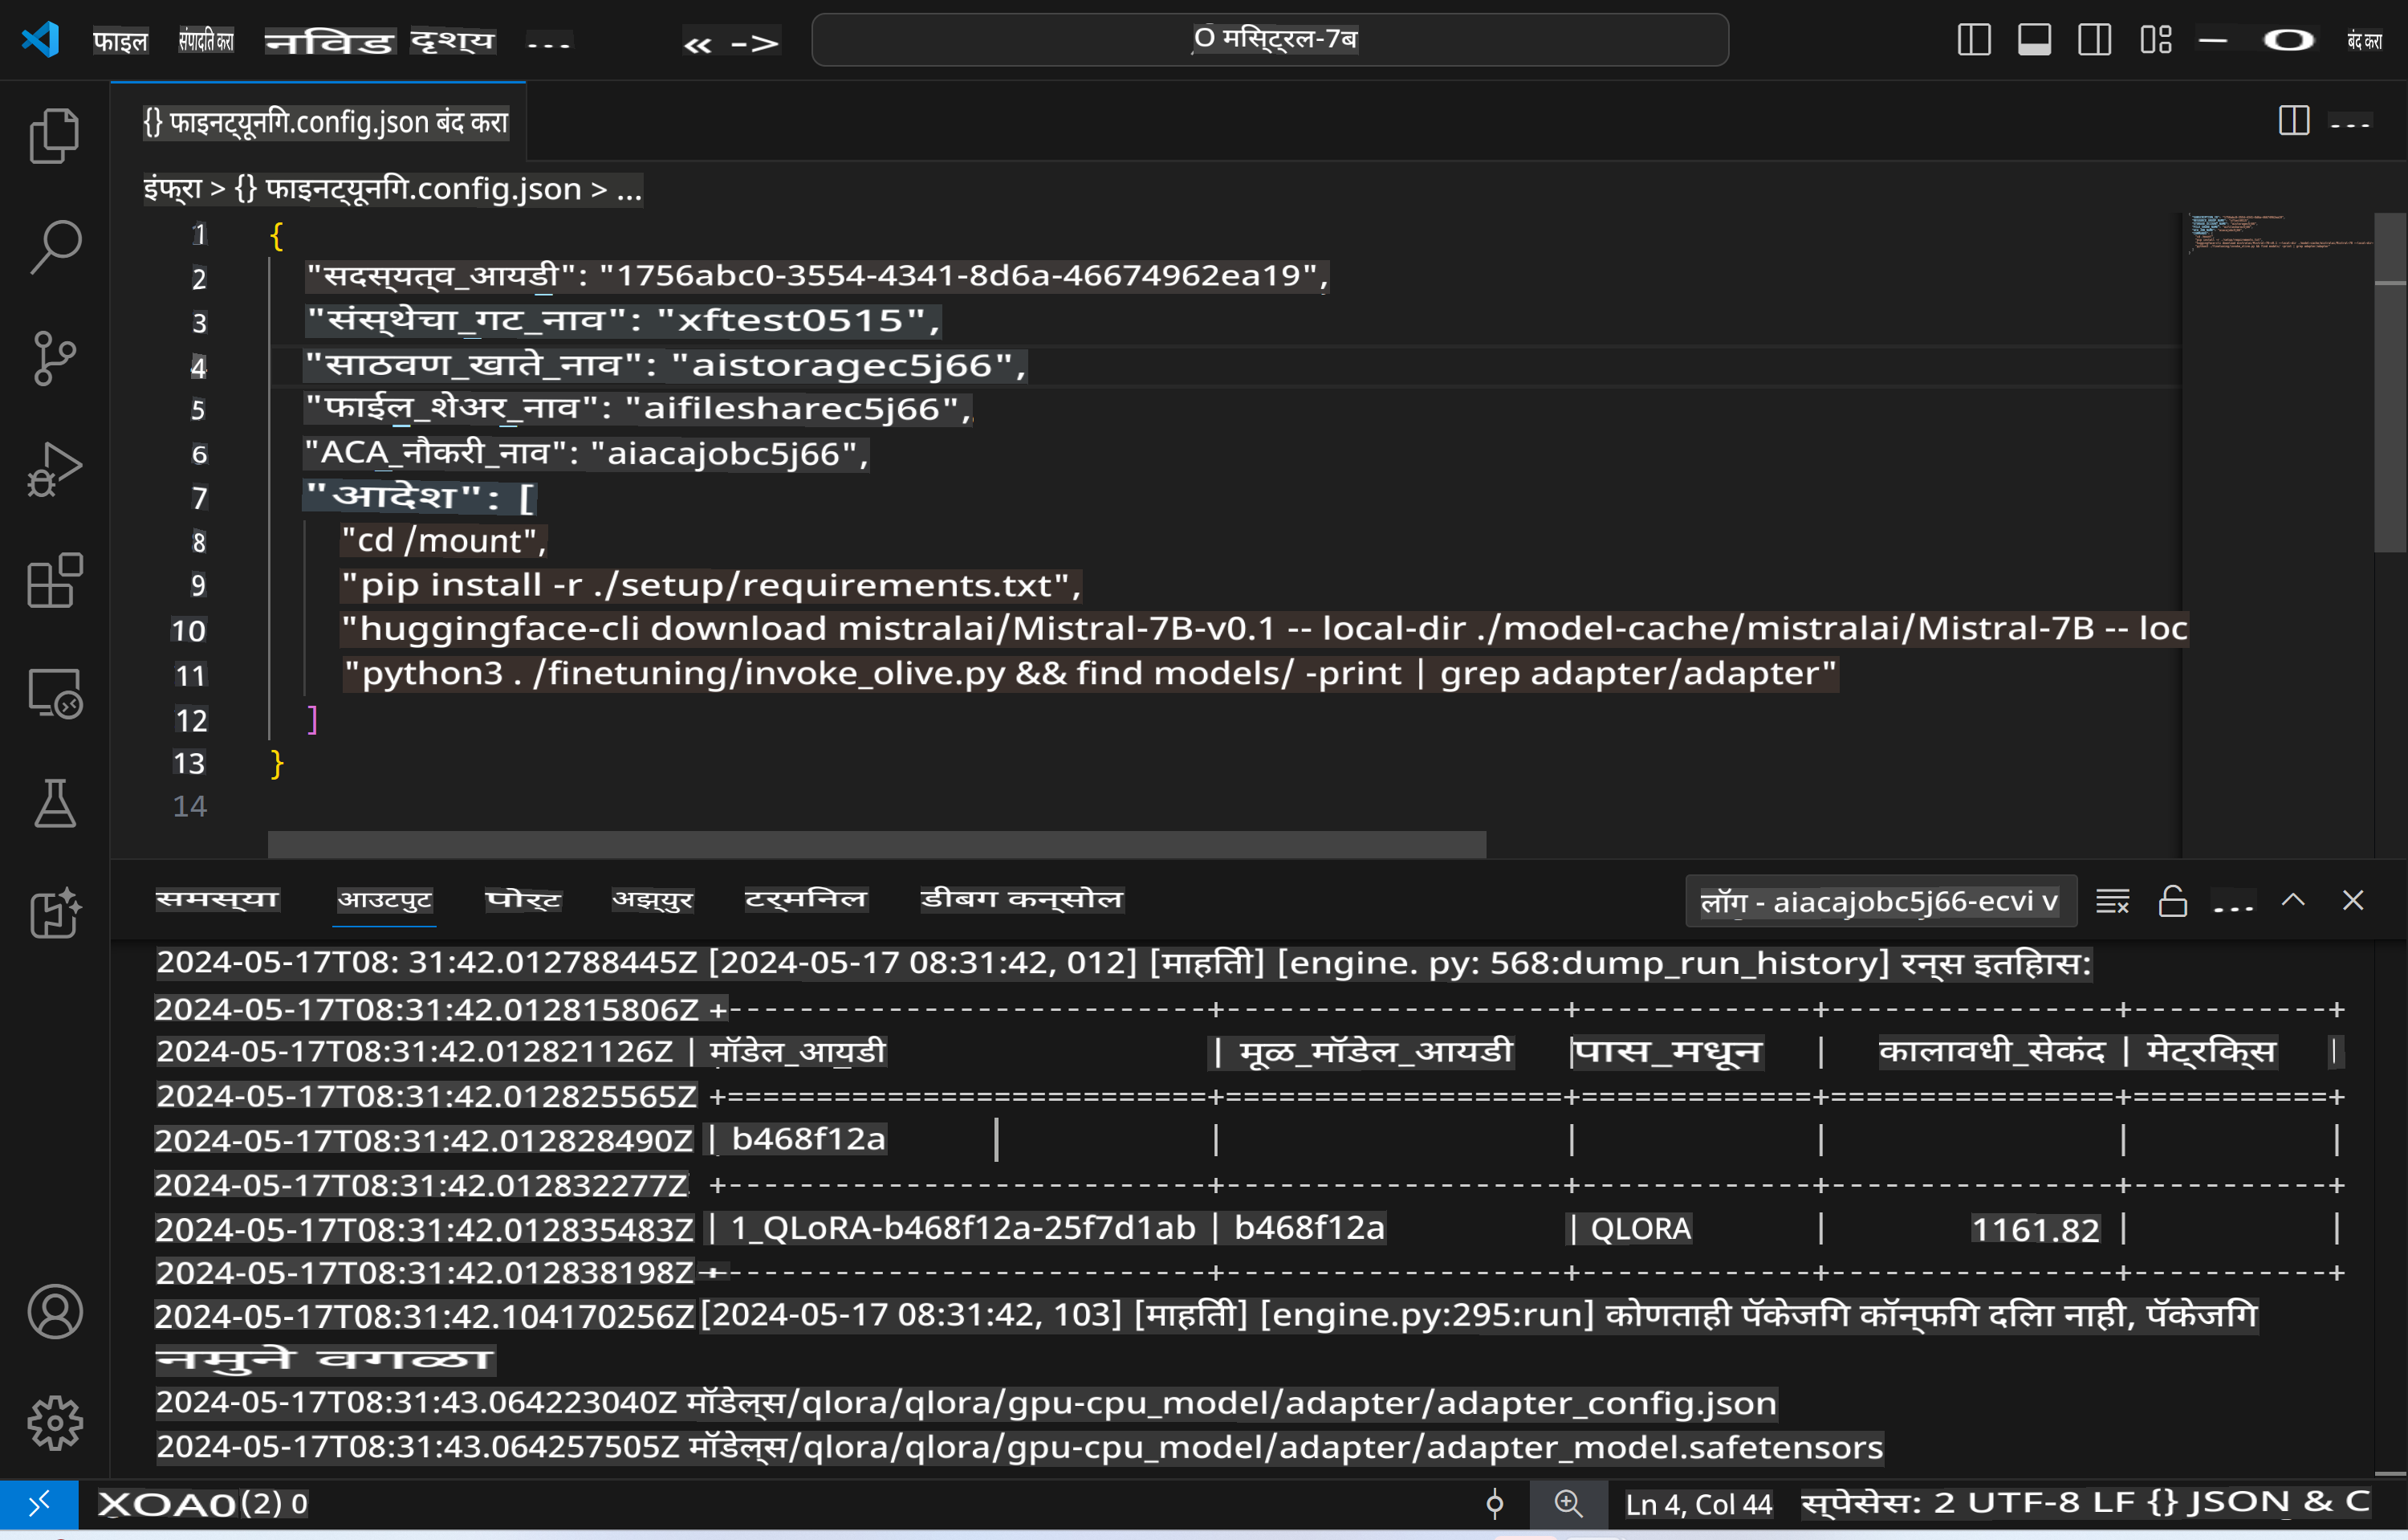 फाइल संपादित करा नविड दृश्य ... « -> O मिस्ट्रल-7ब बंद करा
{} फाइनट्यूनिंग.config.json बंद करा ...
इंफ्रा > {} फाइनट्यूनिंग.config.json > ...
1 {
2 "सदस्यत्व_आयडी": "1756abc0-3554-4341-8d6a-46674962ea19",
3 "संस्थेचा_गट_नाव": "xftest0515",
4 "साठवण_खाते_नाव": "aistoragec5j66",
5 "फाईल_शेअर_नाव": "aifilesharec5j66",
6 "ACA_नौकरी_नाव": "aiacajobc5j66",
7 "आदेश": [
8 "cd /mount",
9 "pip install -r ./setup/requirements.txt",
10 "huggingface-cli download mistralai/Mistral-7B-v0.1 -- local-dir ./model-cache/mistralai/Mistral-7B -- loc
11 "python3 . /finetuning/invoke_olive.py && find models/ -print | grep adapter/adapter"
12 ]
13 }
14
समस्या आउटपुट पोर्ट अझ्युर टर्मिनल डीबग कन्सोल लॉग - aiacajobc5j66-ecvi v ...
2024-05-17T08: 31:42.012788445Z [2024-05-17 08:31:42, 012] [माहिती] [engine. py: 568:dump_run_history] रन्स इतिहास:
2024-05-17T08:31:42.012815806Z +---------------------------+-------------------+-------------+----------------+-----------+
2024-05-17T08:31:42.012821126Z | मॉडेल_आयडी | मूळ_मॉडेल_आयडी |पास_मधून | कालावधी_सेकंद | मेट्रिक्स |
2024-05-17T08:31:42.012825565Z +===========================+===================+=============+================+===========+
2024-05-17T08:31:42.012828490Z | b468f12a | | | | | |
2024-05-17T08:31:42.012832277Z +---------------------------+-------------------+-------------+----------------+-----------+
2024-05-17T08:31:42.012835483Z | 1_QLoRA-b468f12a-25f7d1ab | b468f12a | QLORA | 1161.82 | |
2024-05-17T08:31:42.012838198Z +---------------------------+-------------------+-------------+----------------+-----------+
2024-05-17T08:31:42.104170256Z [2024-05-17 08:31:42, 103] [माहिती] [engine.py:295:run] कोणताही पॅकेजिंग कॉन्फिग दिला नाही, पॅकेजिंग
नमुने वगळा
2024-05-17T08:31:43.064223040Z मॉडेल्स/qlora/qlora/gpu-cpu_model/adapter/adapter_config.json
2024-05-17T08:31:43.064257505Z मॉडेल्स/qlora/qlora/gpu-cpu_model/adapter/adapter_model.safetensors
XOA0 (2) 0 Ln 4, Col 44 स्पेसेस: 2 UTF-8 LF {} JSON & C